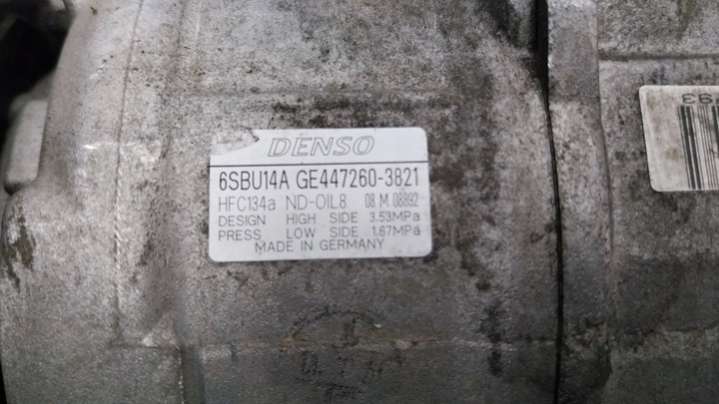 DENSO
6SBU14A GE447260-3821
HFC134a ND-OIL8 08.M.08892
DESIGN HIGH SIDE 3.53MPa
PRESS LOW SIDE 1.67MPa
MADE IN GERMANY